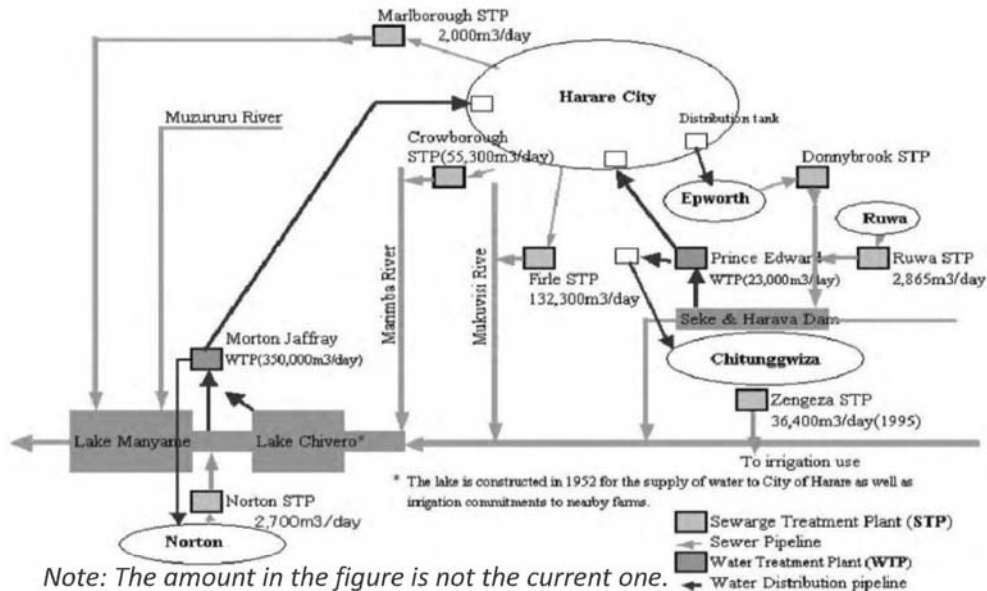 Marlborough STP
2,000m3/day
Harare City
Muzururu River
Distribution tank
Crowborough
STP(55,300m3/day)
Donnybrook STP
Epworth
Ruwa
Marimba River
Mukuvisi Rive
Firle STP
132,300m3/day
Prince Edward
WTP(23,000m3/day)
Ruwa STP
2,865m3/day
Seke & Harava Dam
Morton Jaffray
WTP(350,000m3/day)
Chitunggwiza
Zengeza STP
36,400m3/day(1995)
Lake Manyame
Lake Chivero*
To irrigation use
* The lake is constructed in 1952 for the supply of water to City of Harare as well as
irrigation commitments to nearby farms.
Norton STP
2,700m3/day
Norton
Sewarge Treatment Plant (STP)
Sewer Pipeline
Water Treatment Plant (WTP)
Water Distribution pipeline
Note: The amount in the figure is not the current one.